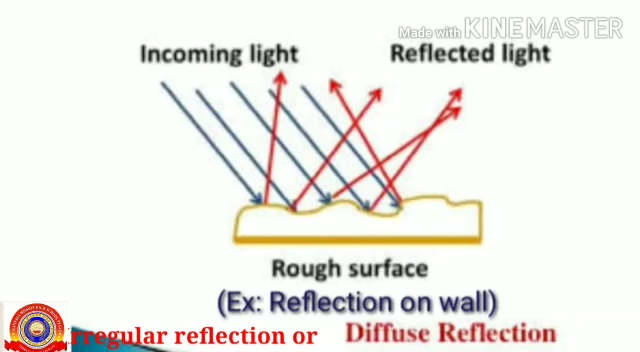 Made with KINEMASTER
Incoming light Reflected light
Rough surface
(Ex: Reflection on wall)
rregular reflection or Diffuse Reflection